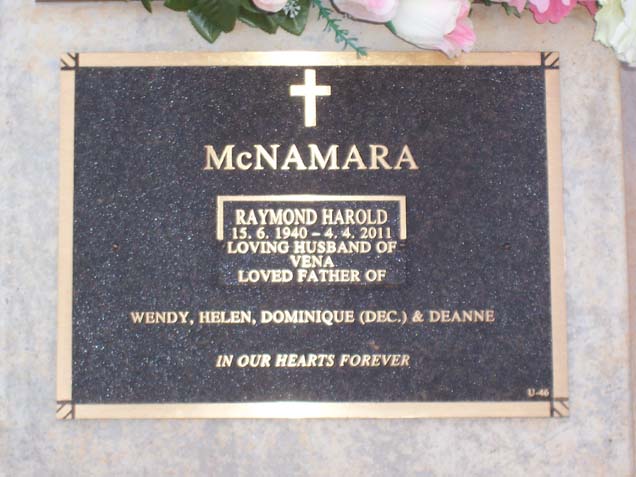 McNAMARA
RAYMOND HAROLD
15. 6. 1940 – 4. 4. 2011
LOVING HUSBAND OF
VENA
LOVED FATHER OF
WENDY, HELEN, DOMINIQUE (DEC.) & DEANNE
IN OUR HEARTS FOREVER
U-46